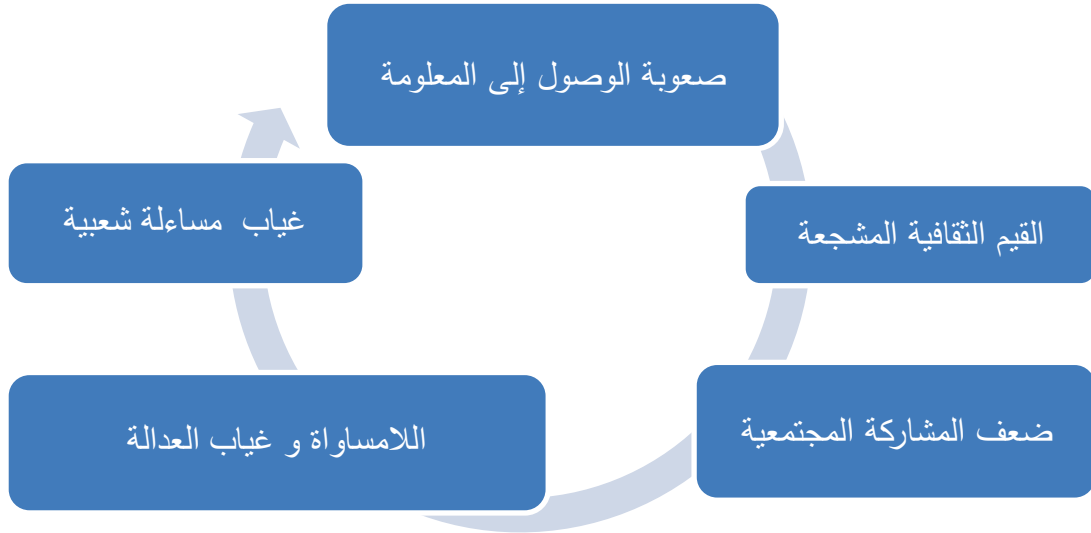 صعوبة الوصول إلى المعلومة
القيم الثقافية المشجعة
ضعف المشاركة المجتمعية
اللامساواة و غياب العدالة
غياب مساءلة شعبية